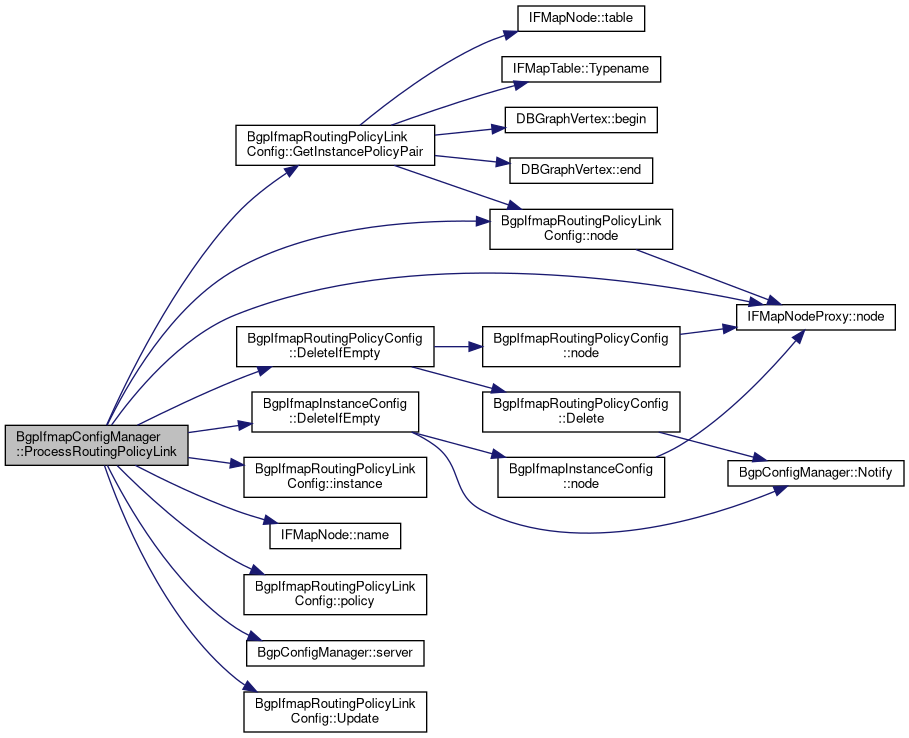 IFMapNode::table
IFMapTable::Typename
DBGraphVertex::begin
BgpIfmapRoutingPolicyLink
Config::GetInstancePolicyPair
DBGraphVertex::end
BgpIfmapRoutingPolicyLink
Config::node
IFMapNodeProxy::node
BgpIfmapRoutingPolicyConfig
::DeleteIfEmpty
BgpIfmapRoutingPolicyConfig
::node
BgpIfmapInstanceConfig
::DeleteIfEmpty
BgpIfmapRoutingPolicyConfig
::Delete
BgpIfmapConfigManager
::ProcessRoutingPolicyLink
BgpIfmapRoutingPolicyLink
Config::instance
BgpIfmapInstanceConfig
::node
BgpConfigManager::Notify
IFMapNode::name
BgpIfmapRoutingPolicyLink
Config::policy
BgpConfigManager::server
BgpIfmapRoutingPolicyLink
Config::Update